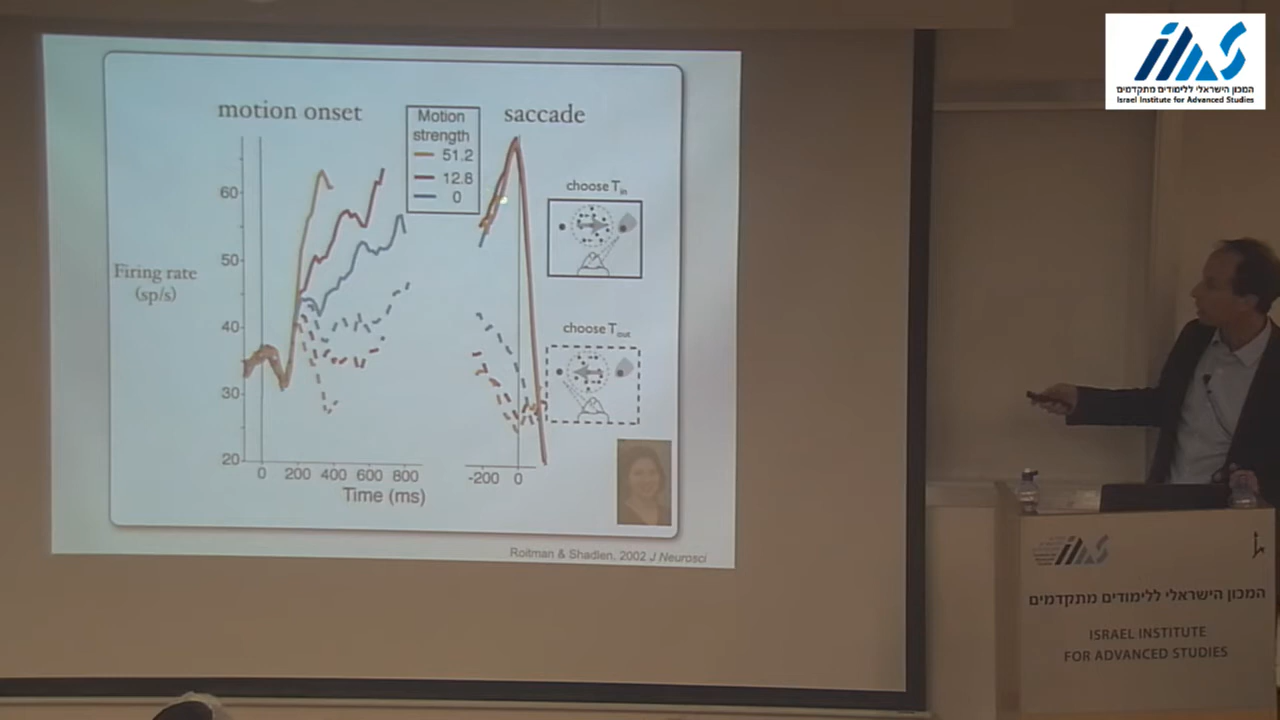 המכון הישראלי ללימודים מתקדמים
Israel Institute for Advanced Studies
motion onset
saccade
Motion
strength
51.2
12.8
0
choose Tin
choose Tout
Firing rate
(sp/s)
60
50
40
30
20
0 200 400 600 800
-200 0
Time (ms)
Roitman & Shadlen, 2002 J Neurosci
המכון הישראלי ללימודים מתקדמים
ISRAEL INSTITUTE
FOR ADVANCED STUDIES